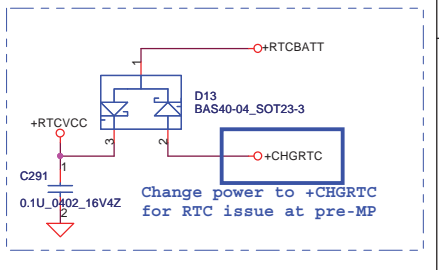 +RTCBATT
1
D13
BAS40-04_SOT23-3
+RTCVCC
3
2
+CHGRTC
1
C291
0.1U_0402_16V4Z
2
Change power to +CHGRTC
for RTC issue at pre-MP